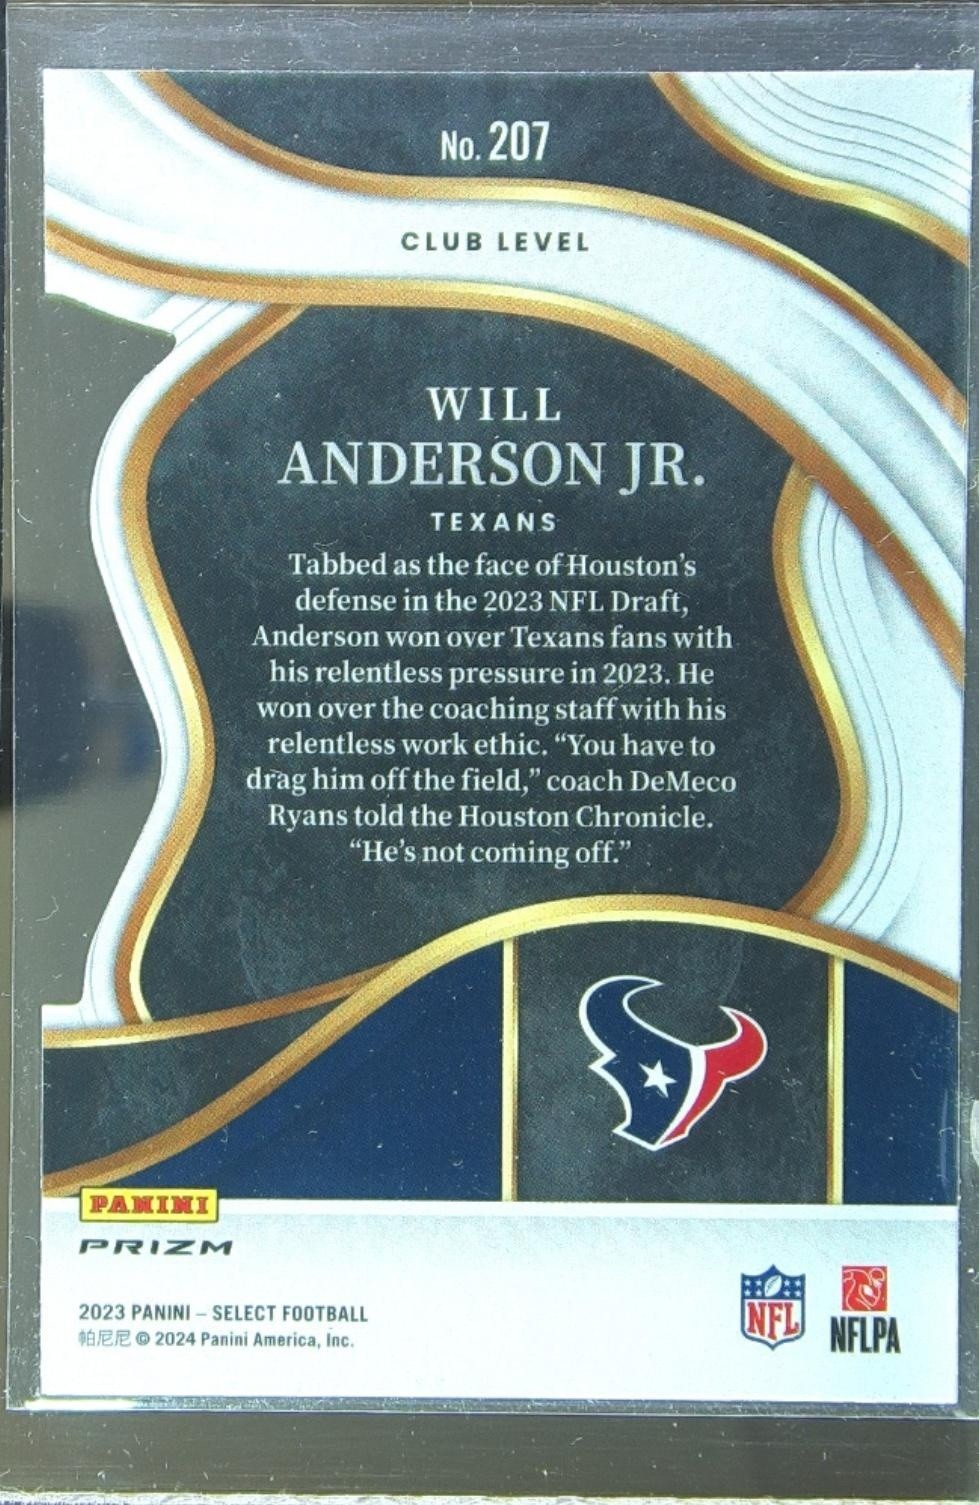 No. 207
CLUB LEVEL
WILL
ANDERSON JR.
TEXANS
Tabbed as the face of Houston's
defense in the 2023 NFL Draft,
Anderson won over Texans fans with
his relentless pressure in 2023. He
won over the coaching staff with his
relentless work ethic. “You have to
drag him off the field,” coach DeMeco
Ryans told the Houston Chronicle.
“He's not coming off.”
PANINI
PRIZM
2023 PANINI – SELECT FOOTBALL
帕尼尼 © 2024 Panini America, Inc.
NFL
NFLPA